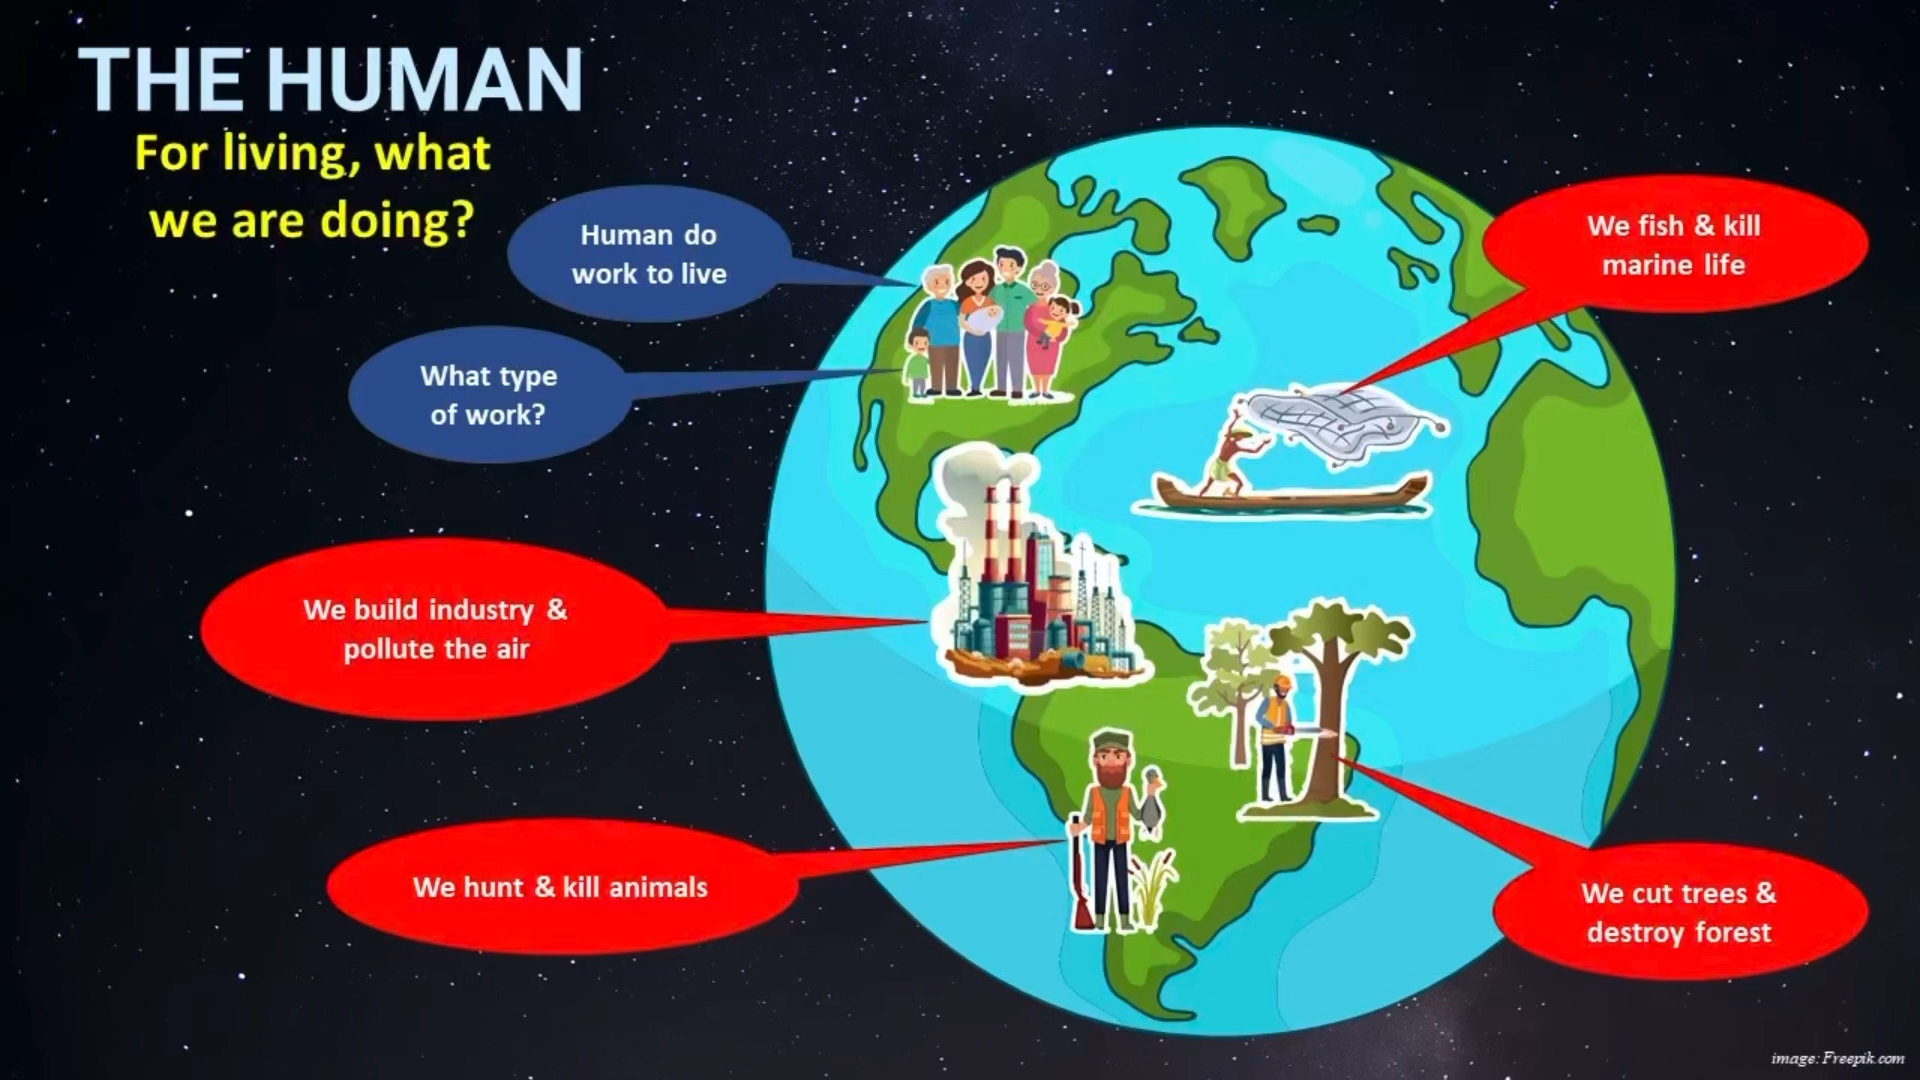 THE HUMAN
For living, what
we are doing?
Human do
work to live
What type
of work?
We build industry &
pollute the air
We hunt & kill animals
We fish & kill
marine life
We cut trees &
destroy forest
image: Freepik.com